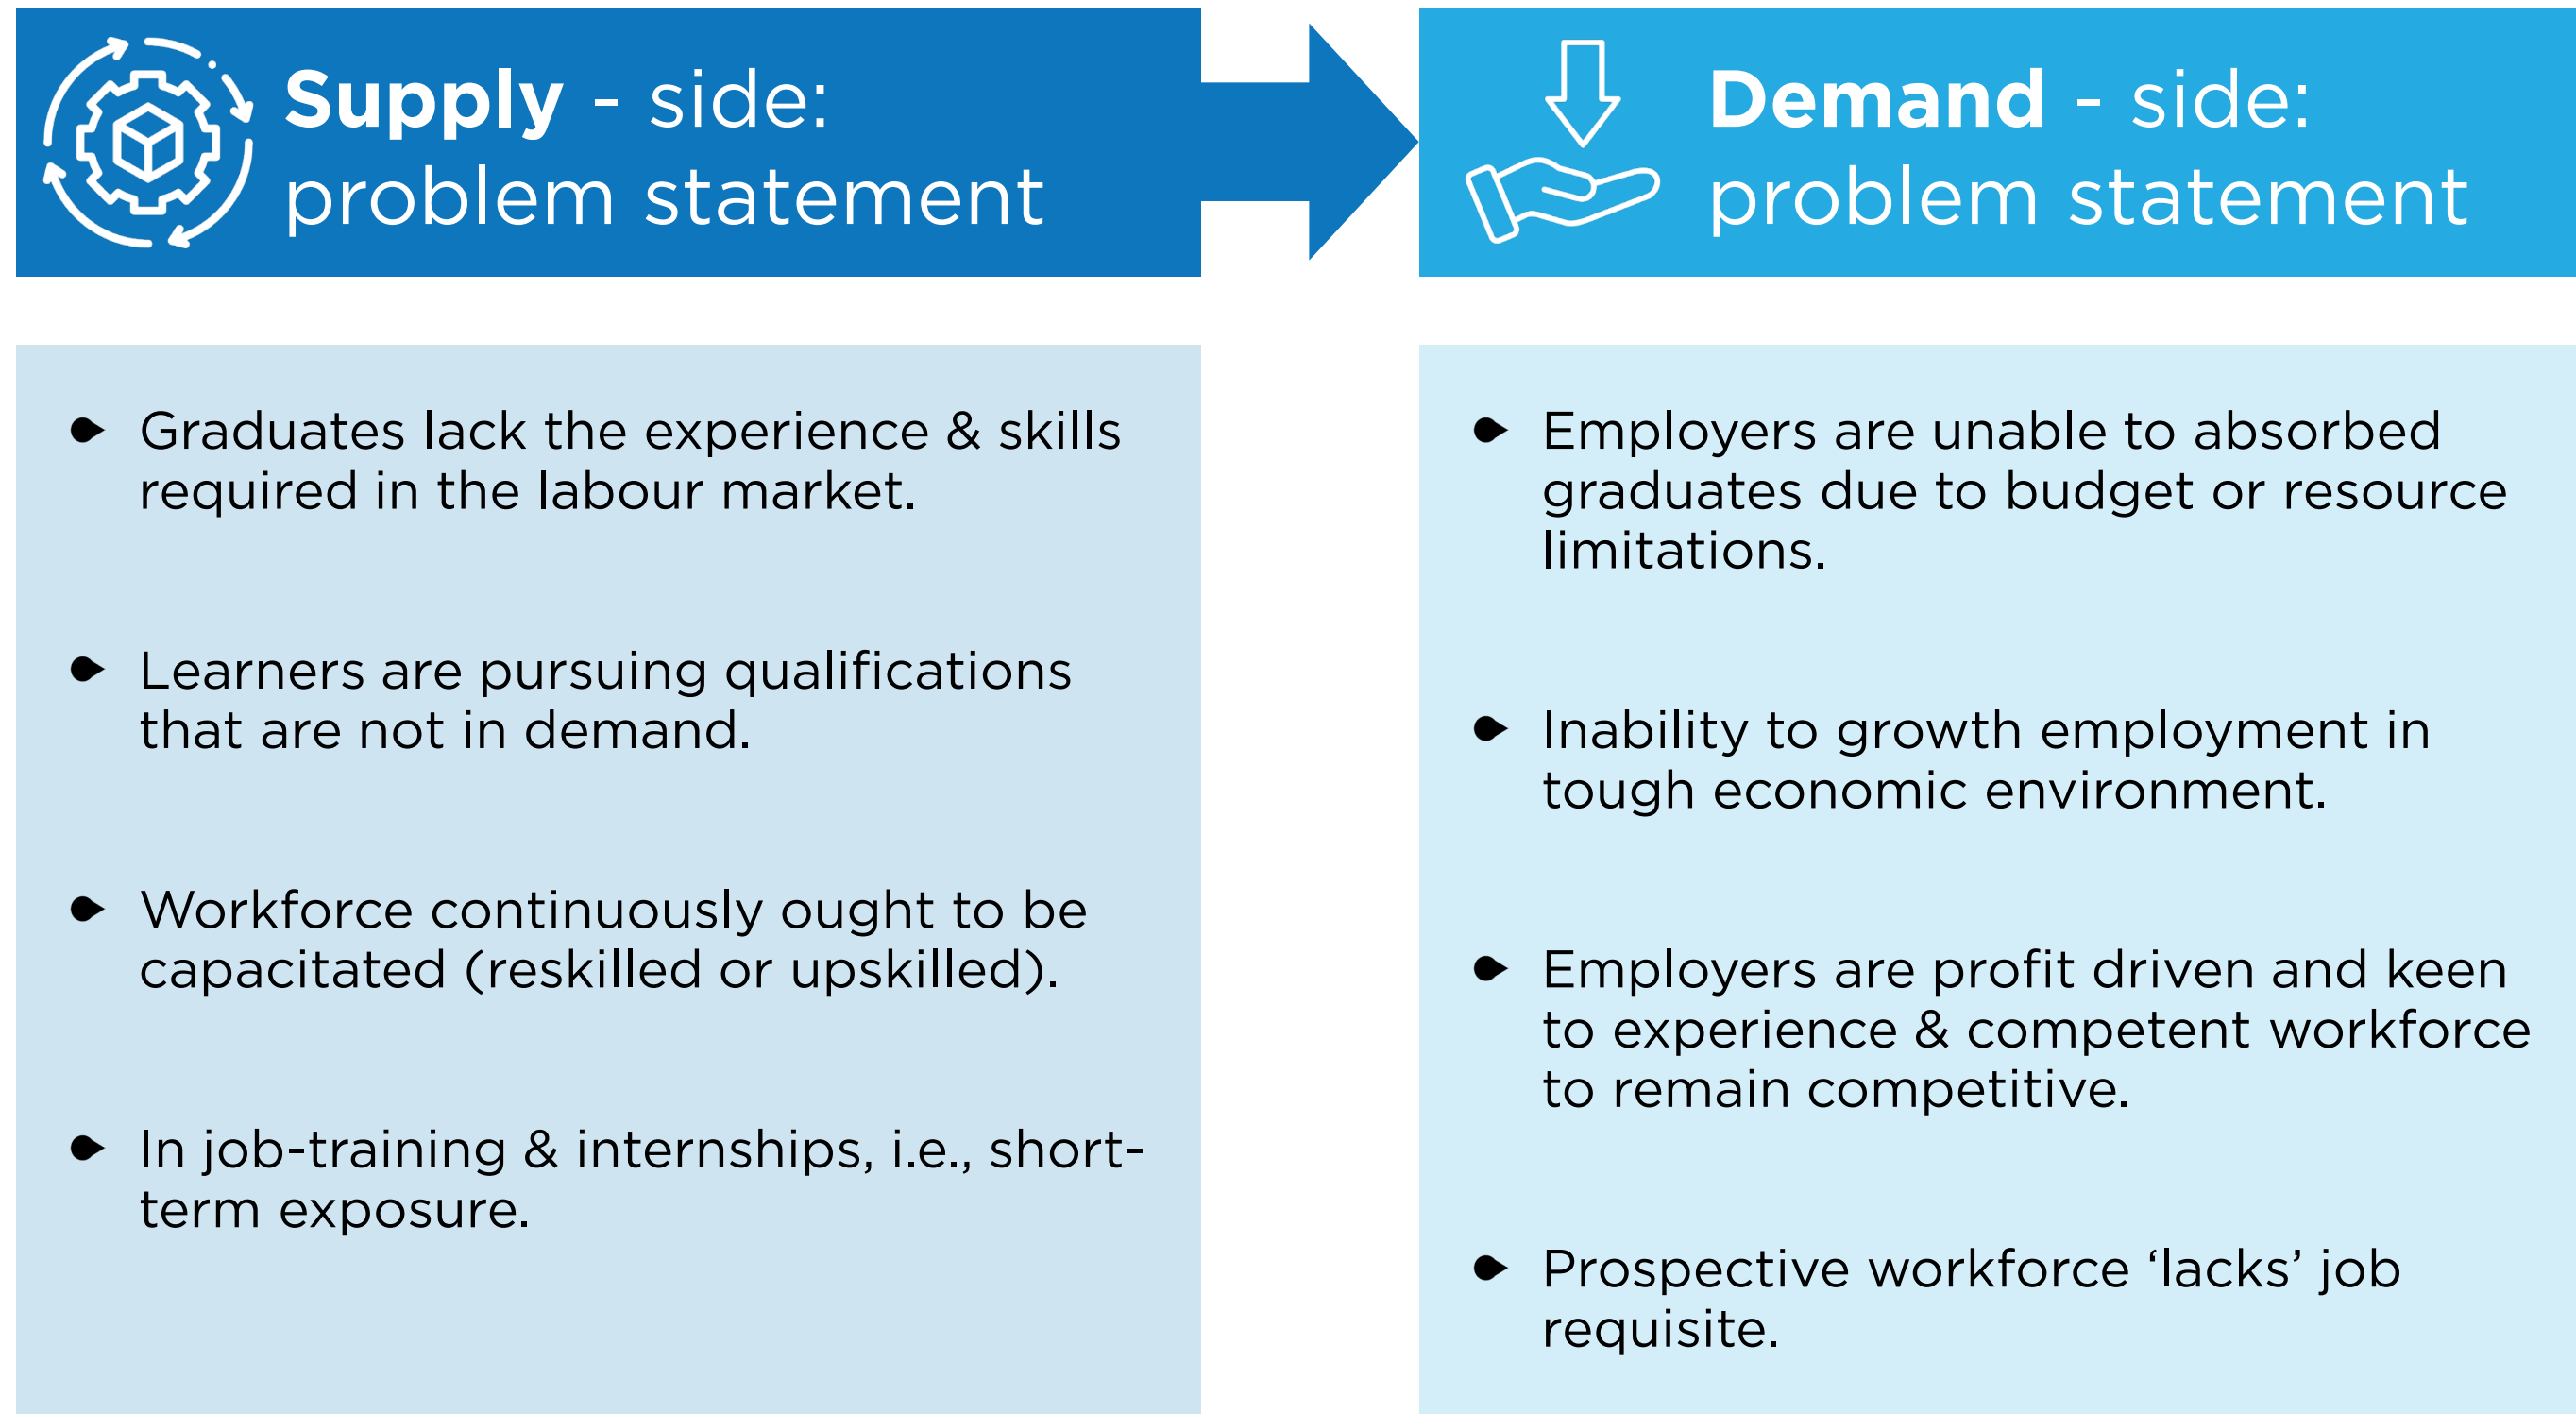 Supply - side:
problem statement
Demand - side:
problem statement
Graduates lack the experience & skills
required in the labour market.
Learners are pursuing qualifications
that are not in demand.
Workforce continuously ought to be
capacitated (reskilled or upskilled).
In job-training & internships, i.e., short-
term exposure.
Employers are unable to absorbed
graduates due to budget or resource
limitations.
Inability to growth employment in
tough economic environment.
Employers are profit driven and keen
to experience & competent workforce
to remain competitive.
Prospective workforce ‘lacks’ job
requisite.